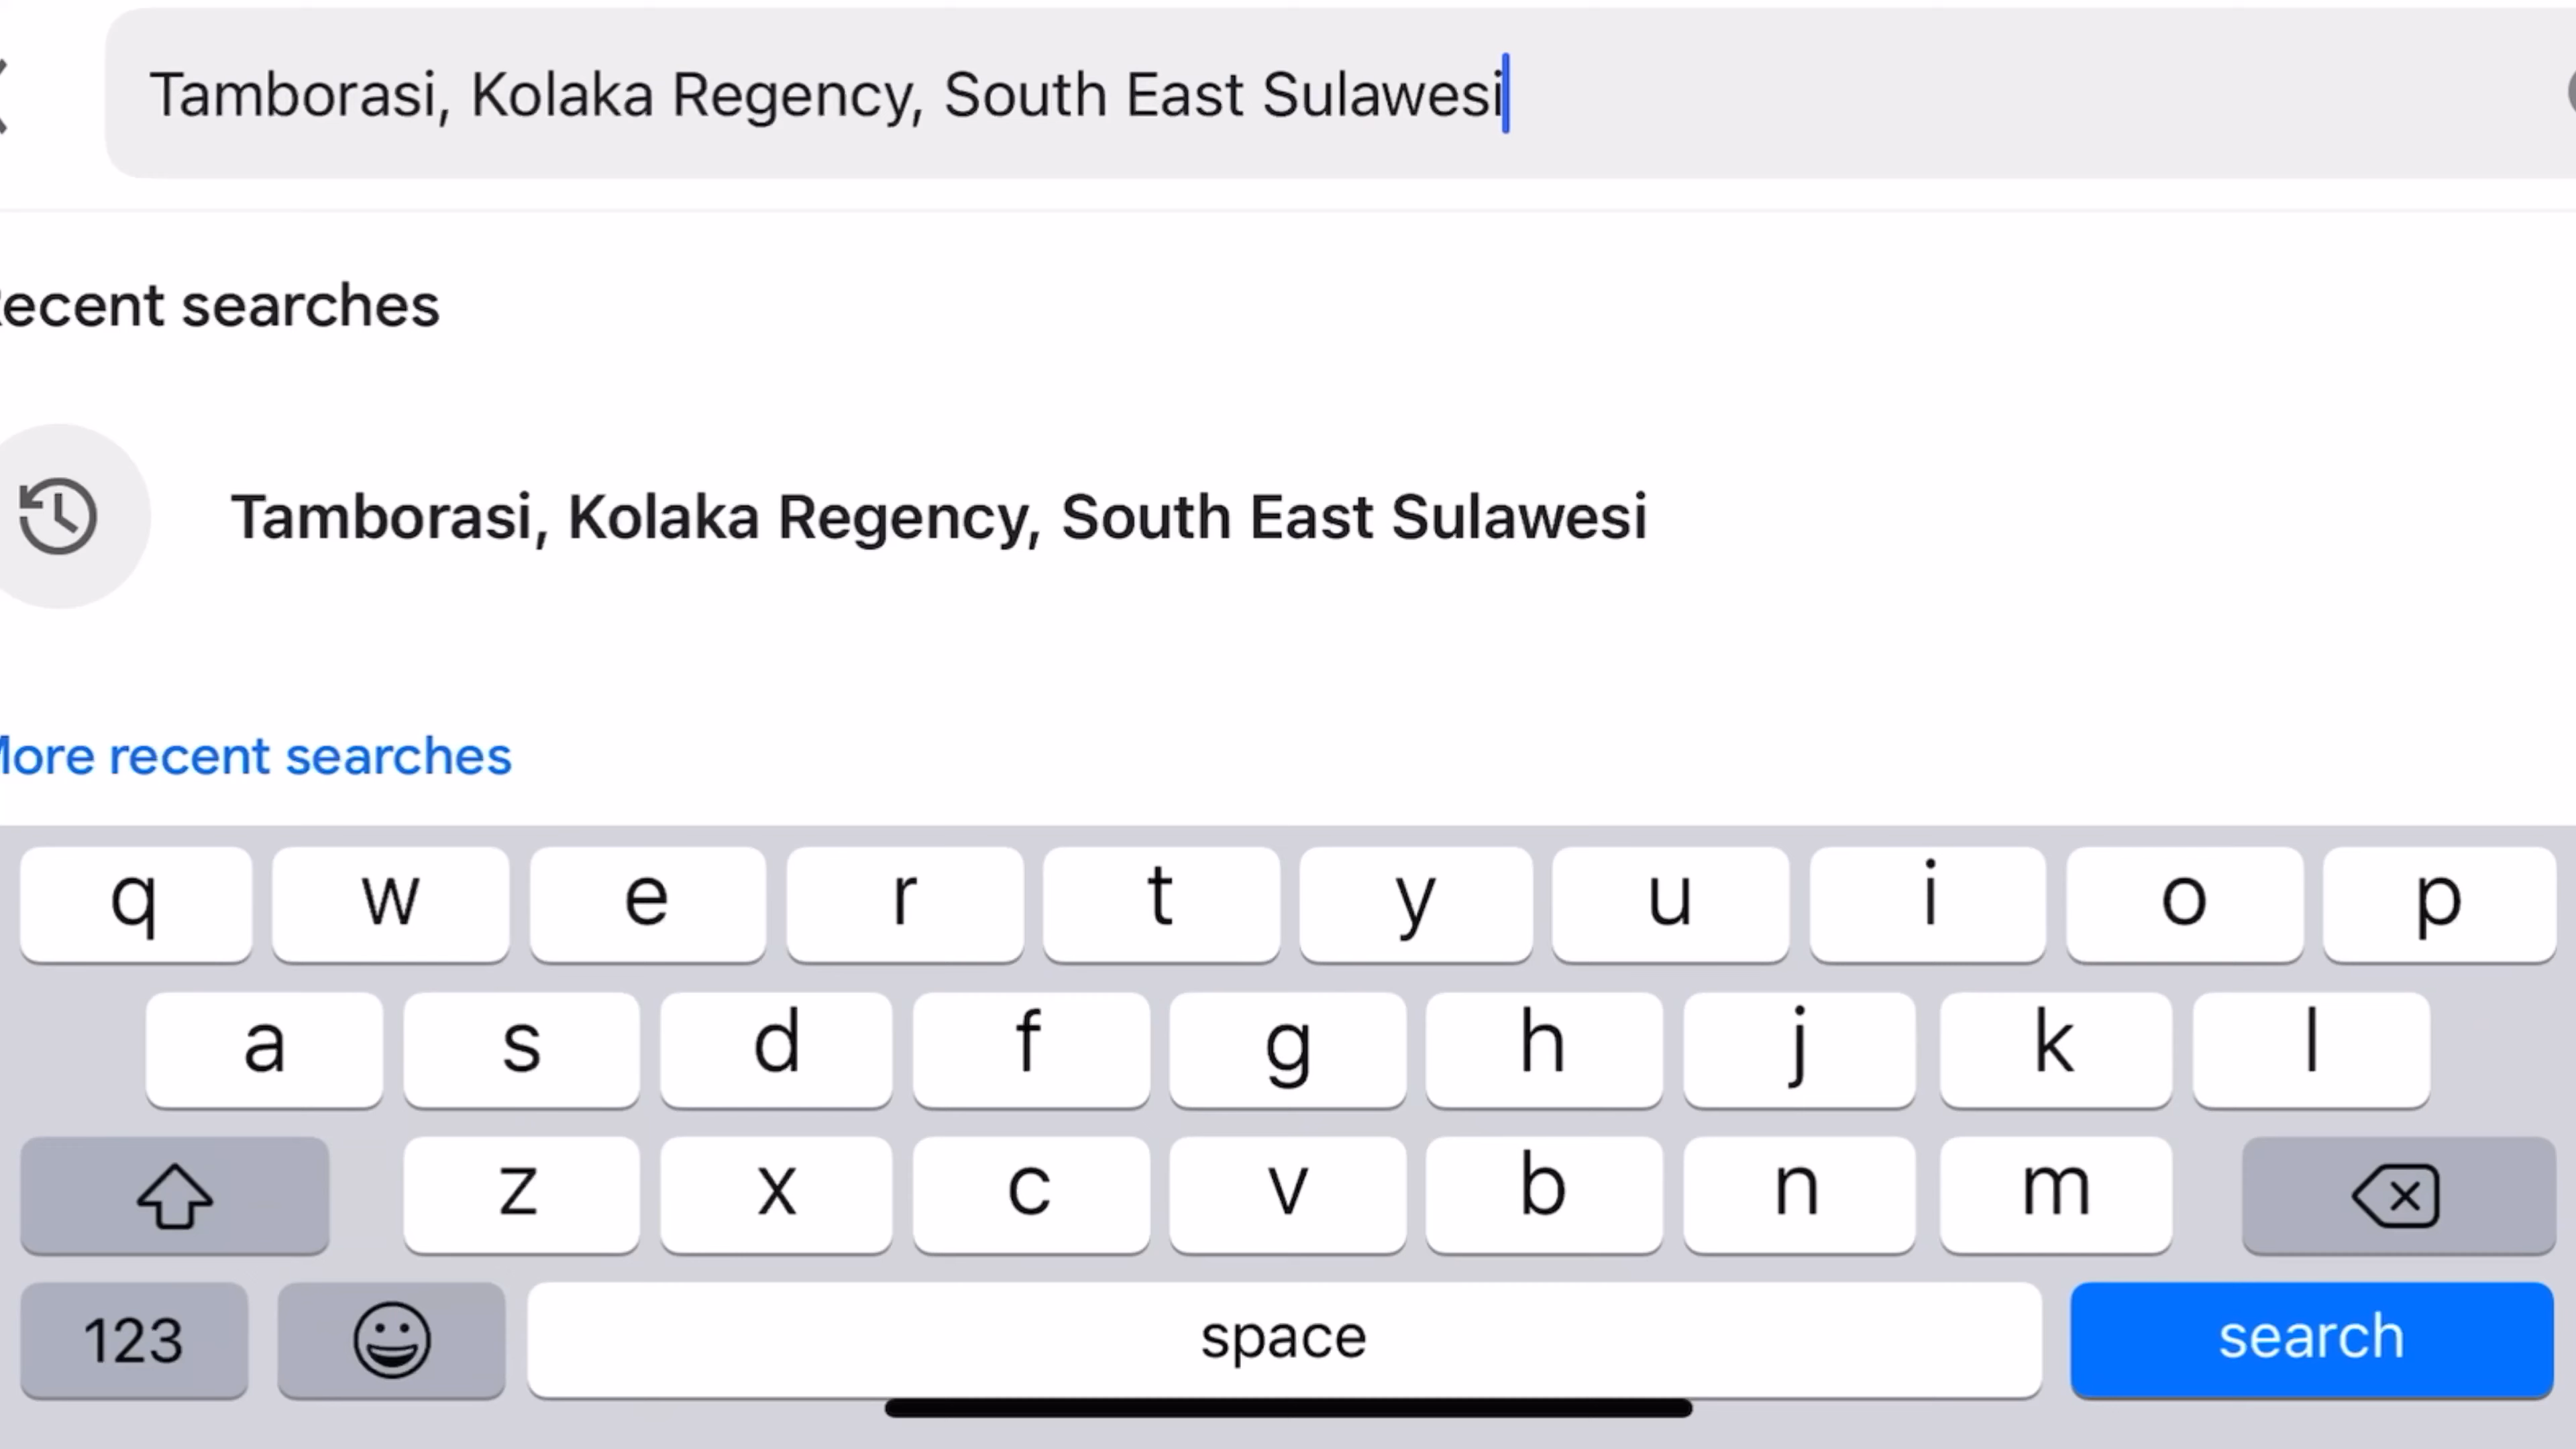 Tamborasi, Kolaka Regency, South East Sulawesi
ecent searches
Tamborasi, Kolaka Regency, South East Sulawesi
More recent searches
q w e r t y u i o p
a s d f g h j k l
z x c v b n m
123 space search